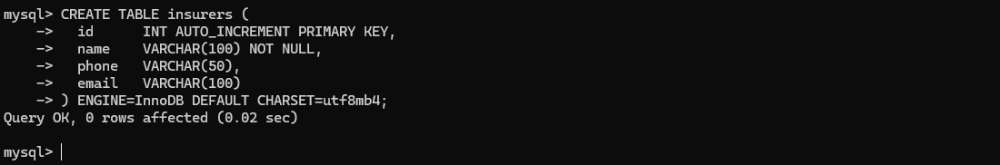 mysql> CREATE TABLE insurers (
    ->   id      INT AUTO_INCREMENT PRIMARY KEY,
    ->   name    VARCHAR(100) NOT NULL,
    ->   phone   VARCHAR(50),
    ->   email   VARCHAR(100)
    -> ) ENGINE=InnoDB DEFAULT CHARSET=utf8mb4;
Query OK, 0 rows affected (0.02 sec)
mysql>